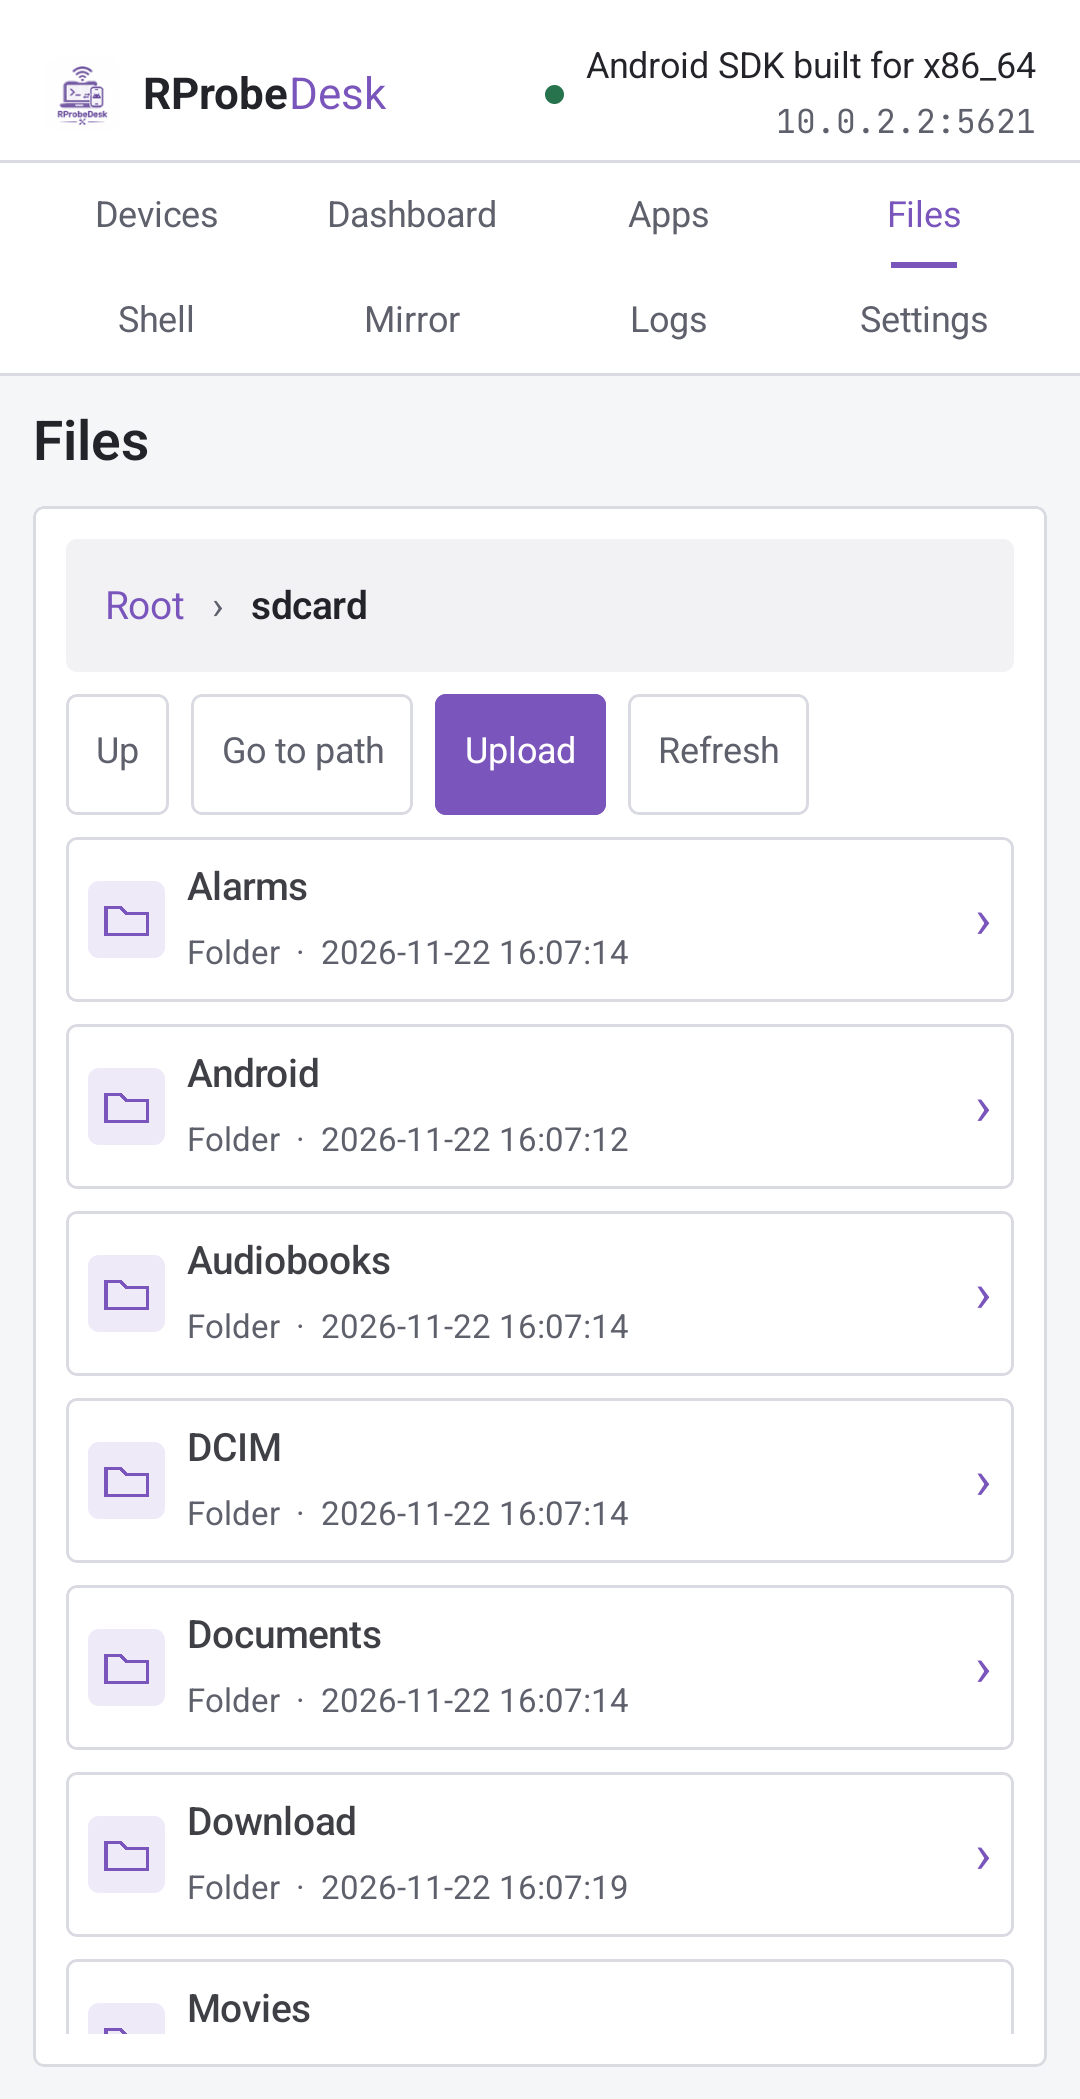 RProbeDesk
RProbeDesk
Android SDK built for x86_64
10.0.2.2:5621
Devices
Dashboard
Apps
Files
Shell
Mirror
Logs
Settings
Files
Root › sdcard
Up
Go to path
Upload
Refresh
Alarms
Folder · 2026-11-22 16:07:14
Android
Folder · 2026-11-22 16:07:12
Audiobooks
Folder · 2026-11-22 16:07:14
DCIM
Folder · 2026-11-22 16:07:14
Documents
Folder · 2026-11-22 16:07:14
Download
Folder · 2026-11-22 16:07:19
Movies